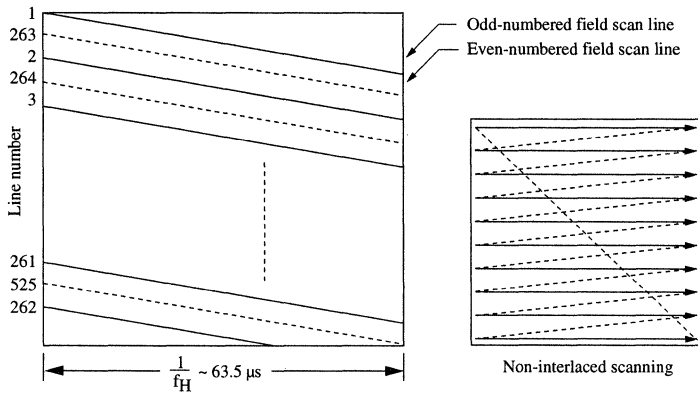 1
263
2
264
3
261
525
262
Line number
Odd-numbered field scan line
Even-numbered field scan line
1/fH ~ 63.5 µs
Non-interlaced scanning